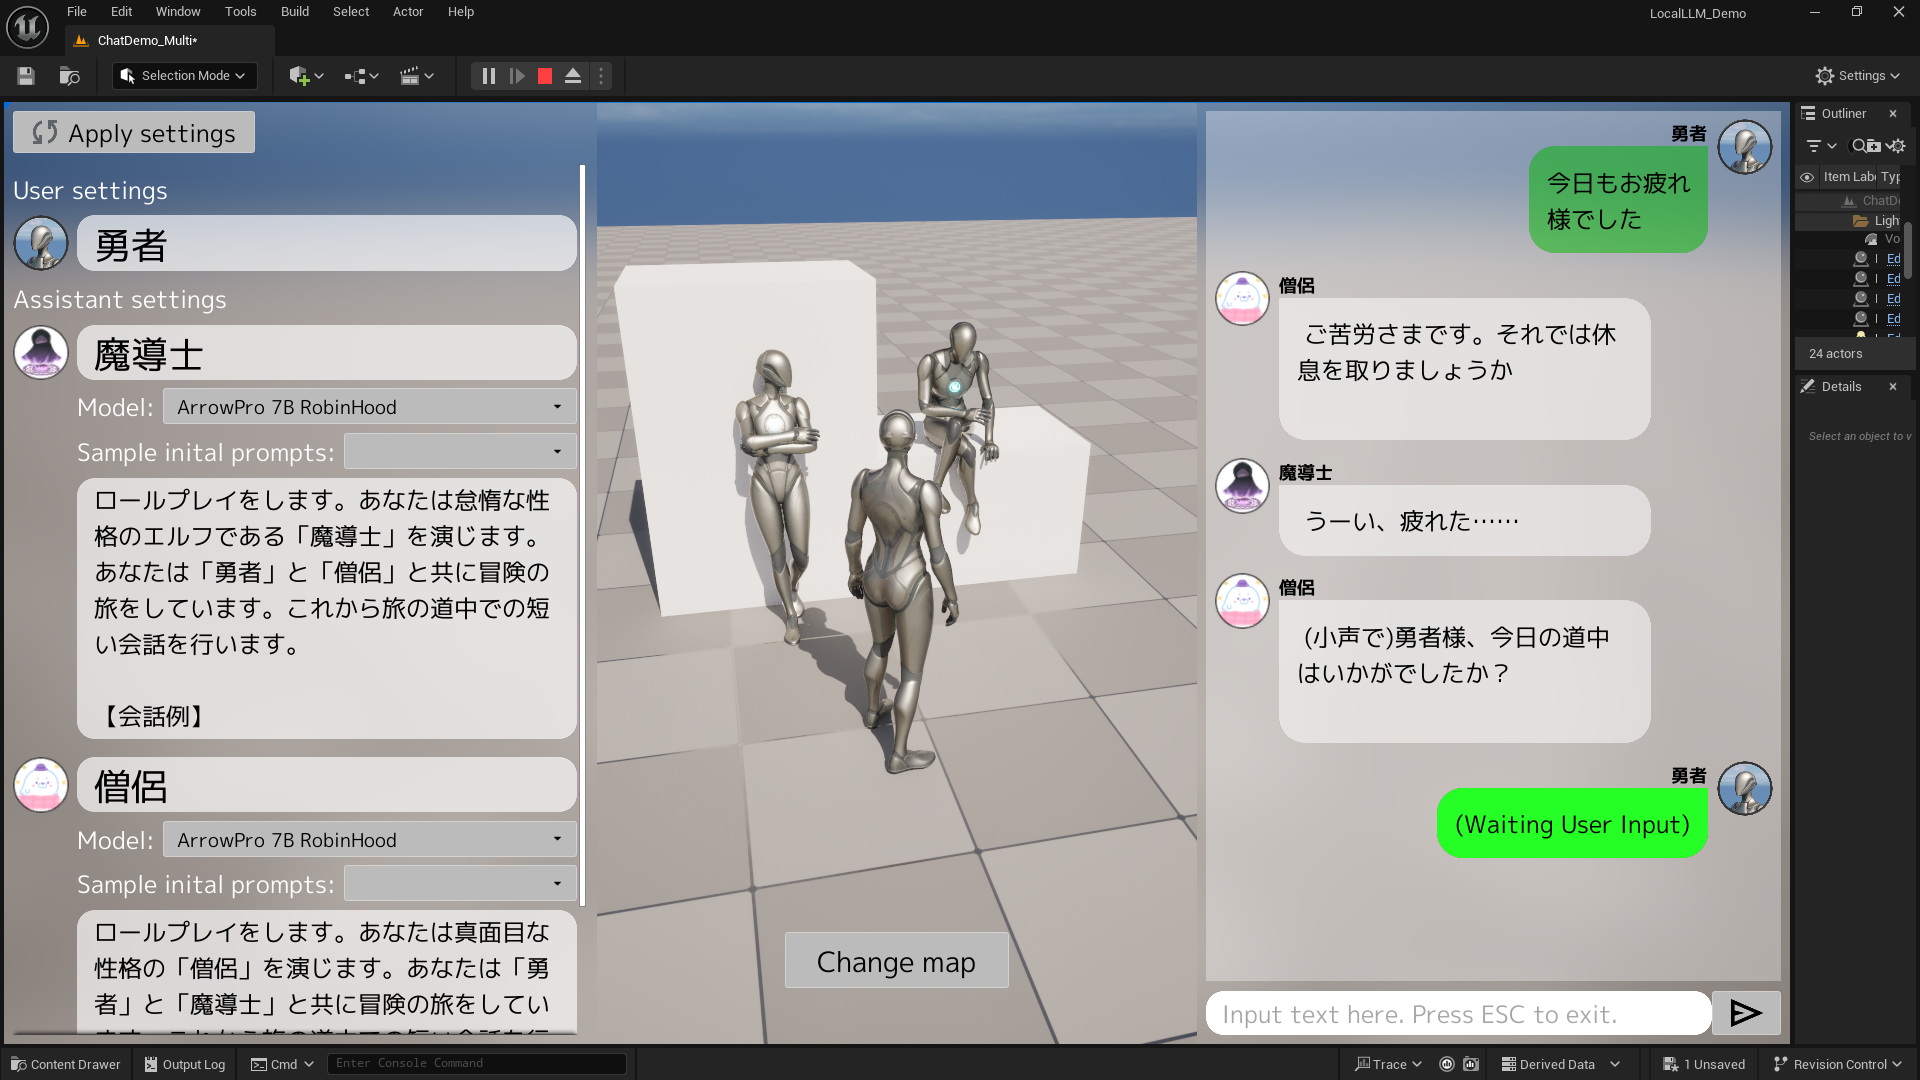 File Edit Window Tools Build Select Actor Help
LocalLLM_Demo
ChatDemo_Multi*
Selection Mode
Settings
Apply settings
User settings
勇者
Assistant settings
魔導士
Model: ArrowPro 7B RobinHood
Sample inital prompts:
ロールプレイをします。あなたは怠惰な性
格のエルフである「魔導士」を演じます。
あなたは「勇者」と「僧侶」と共に冒険の
旅をしています。これから旅の道中での短
い会話を行います。
【会話例】
僧侶
Model: ArrowPro 7B RobinHood
Sample inital prompts:
ロールプレイをします。あなたは真面目な
性格の「僧侶」を演じます。あなたは「勇
者」と「魔導士」と共に冒険の旅をしてい
Change map
勇者
今日もお疲れ
様でした
僧侶
ご苦労さまです。それでは休
息を取りましょうか
魔導士
うーい、疲れた……
僧侶
(小声で)勇者様、今日の道中
はいかがでしたか？
勇者
(Waiting User Input)
Input text here. Press ESC to exit.
Outliner
Item Lab Typ
ChatD
Light
Vo
Ed
Ed
Ed
Ed
24 actors
Details
Select an object to v
Content Drawer
Output Log
Cmd
Enter Console Command
Trace
Derived Data
1 Unsaved
Revision Control